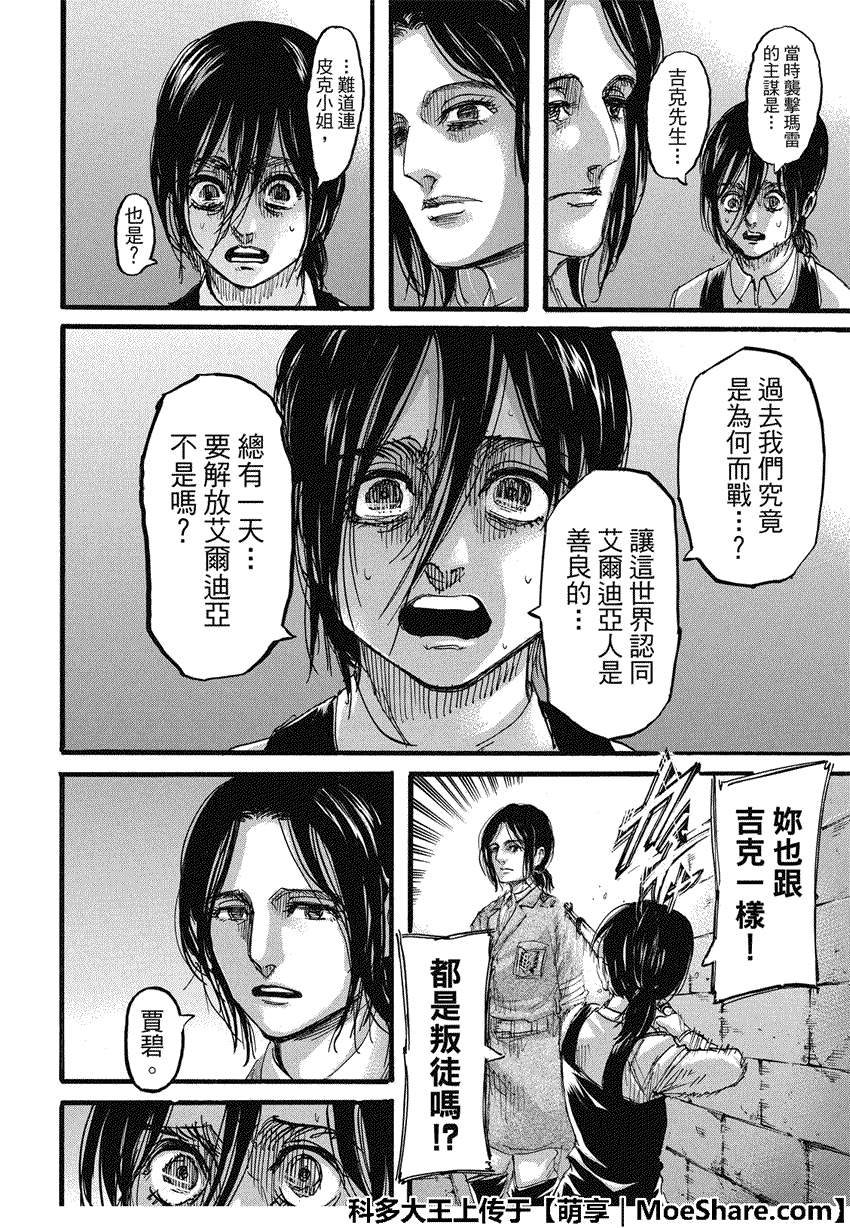 當時襲擊瑪雷
的主謀是…
吉克先生…
…難道連
皮克小姐，
也是？
過去我們究竟
是為何而戰…？
讓這世界認同
艾爾迪亞人是
善良的…
總有一天…
要解放艾爾迪亞
不是嗎？
妳也跟
吉克一樣！
都是叛徒嗎！？
賈碧。
科多大王上传于【萌享｜MoeShare.com】